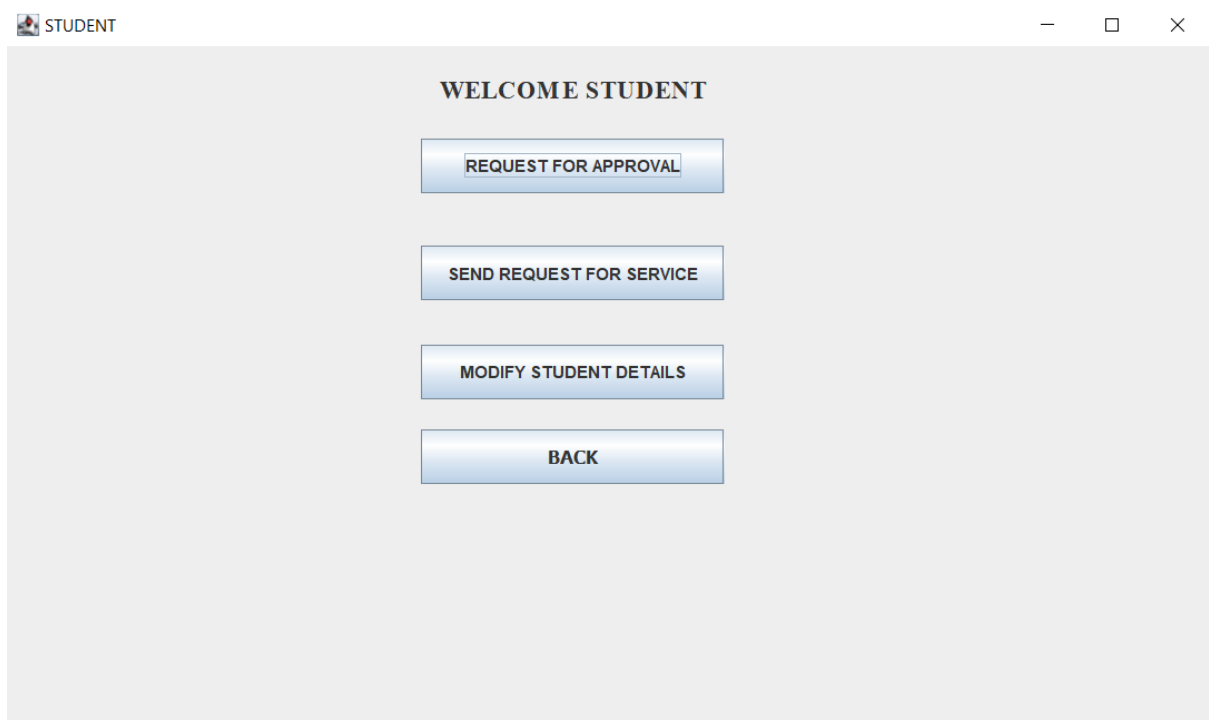 STUDENT
WELCOME STUDENT
REQUEST FOR APPROVAL
SEND REQUEST FOR SERVICE
MODIFY STUDENT DETAILS
BACK